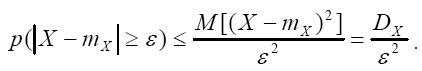 p(|X − m_X| ≥ ε) ≤ M[(X − m_X)²] / ε² = D_X / ε² .